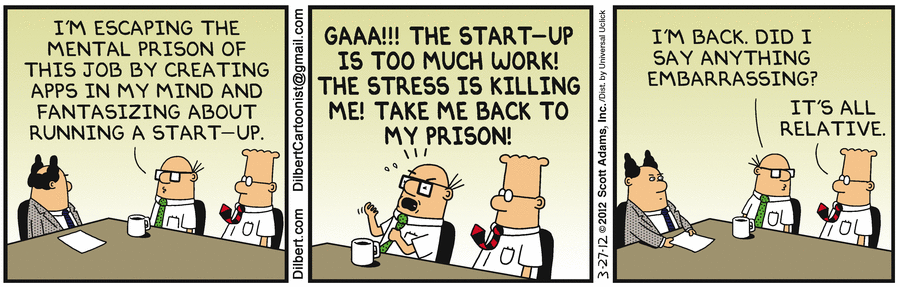 I'M ESCAPING THE
MENTAL PRISON OF
THIS JOB BY CREATING
APPS IN MY MIND AND
FANTASIZING ABOUT
RUNNING A START-UP.
Dilbert.com DilbertCartoonist@gmail.com
GAAA!!! THE START-UP
IS TOO MUCH WORK!
THE STRESS IS KILLING
ME! TAKE ME BACK TO
MY PRISON!
3-27-12 ©2012 Scott Adams, Inc. /Dist. by Universal Uclick
I'M BACK. DID I
SAY ANYTHING
EMBARRASSING?
IT'S ALL
RELATIVE.